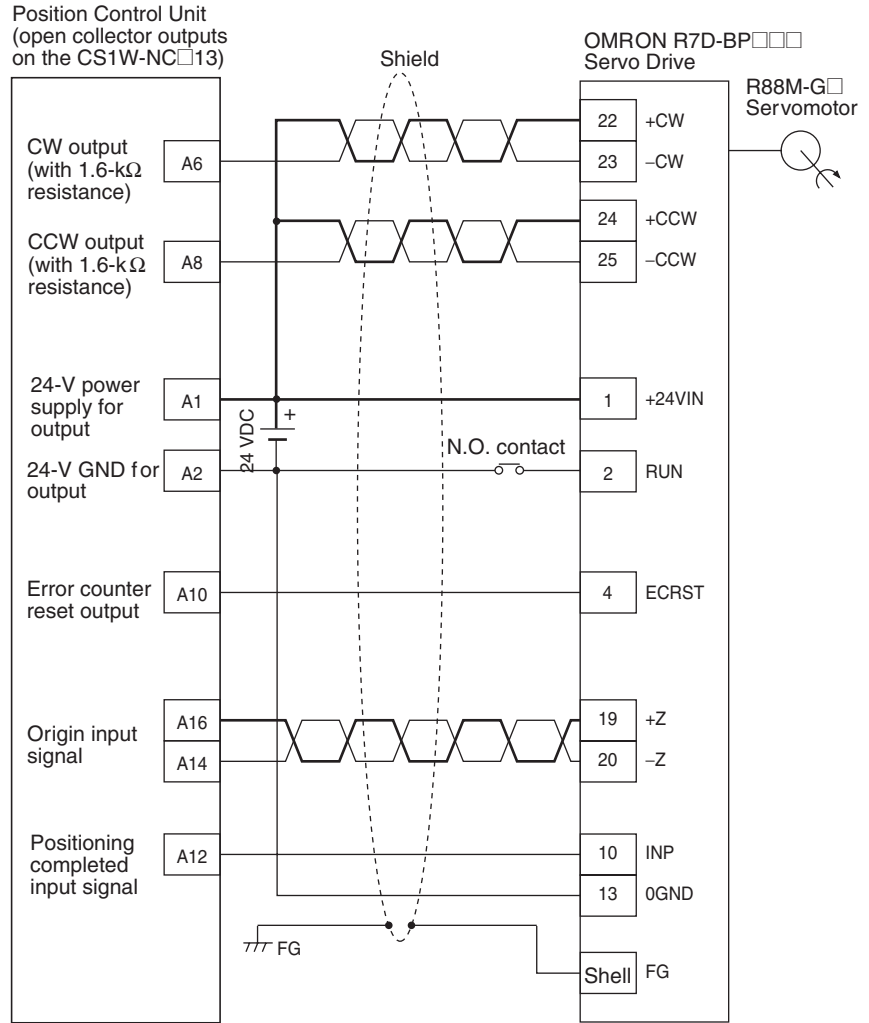 Position Control Unit
(open collector outputs
on the CS1W-NC□13)
Shield
OMRON R7D-BP□□□
Servo Drive
R88M-G□
Servomotor
CW output
(with 1.6-kΩ
resistance)
A6
22
+CW
23
−CW
CCW output
(with 1.6-kΩ
resistance)
A8
24
+CCW
25
−CCW
24-V power
supply for
output
A1
1
+24VIN
24 VDC
+
24-V GND for
output
A2
N.O. contact
2
RUN
Error counter
reset output
A10
4
ECRST
Origin input
signal
A16
A14
19
+Z
20
−Z
Positioning
completed
input signal
A12
10
INP
13
0GND
FG
Shell
FG